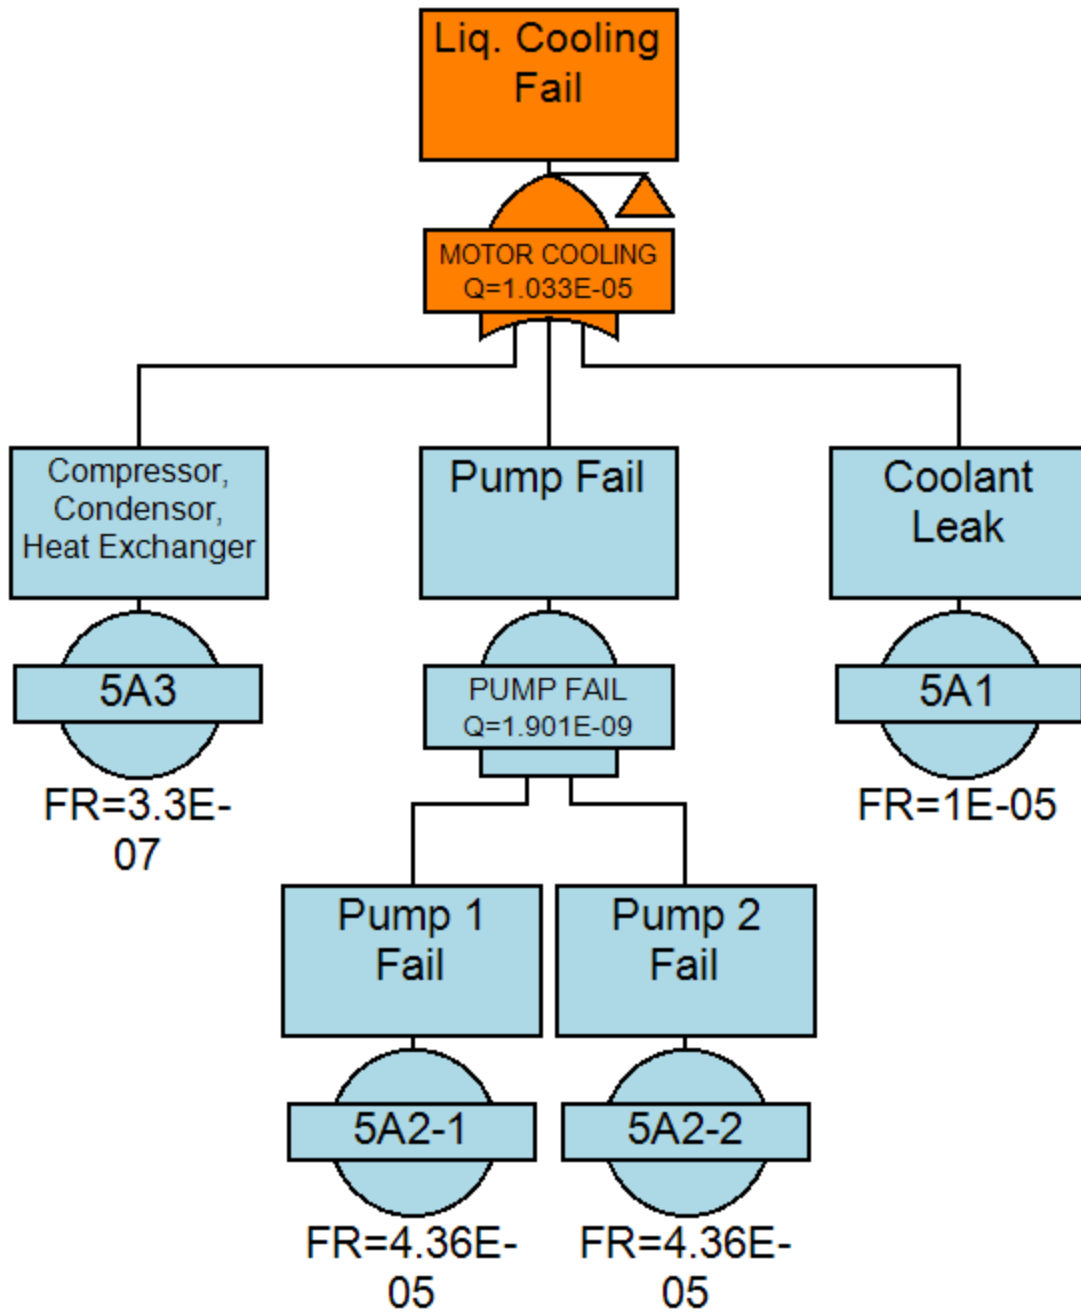 Liq. Cooling
Fail
MOTOR COOLING
Q=1.033E-05
Compressor,
Condensor,
Heat Exchanger
Pump Fail
Coolant
Leak
5A3
PUMP FAIL
Q=1.901E-09
5A1
FR=3.3E-
07
FR=1E-05
Pump 1
Fail
Pump 2
Fail
5A2-1
5A2-2
FR=4.36E-
05
FR=4.36E-
05